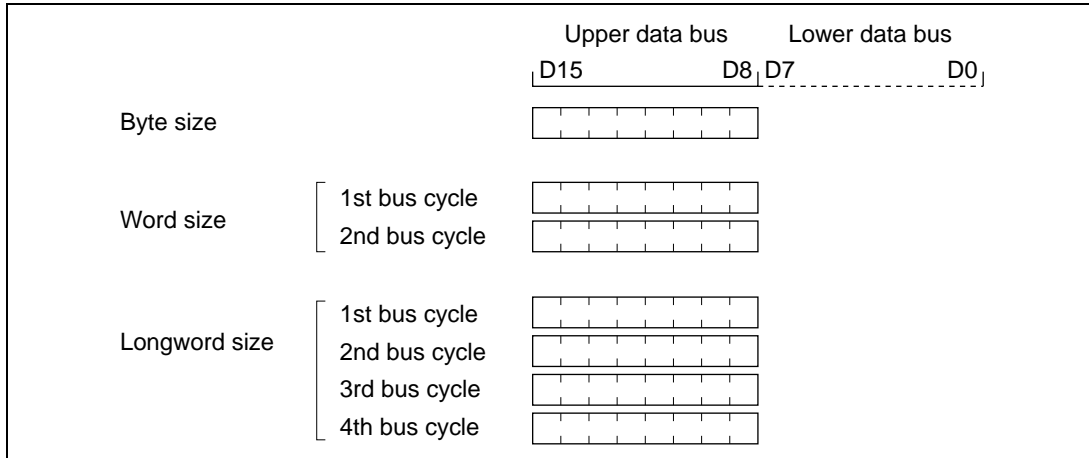 Upper data bus Lower data bus
D15 D8 D7 D0
Byte size
1st bus cycle
Word size
2nd bus cycle
1st bus cycle
Longword size
2nd bus cycle
3rd bus cycle
4th bus cycle